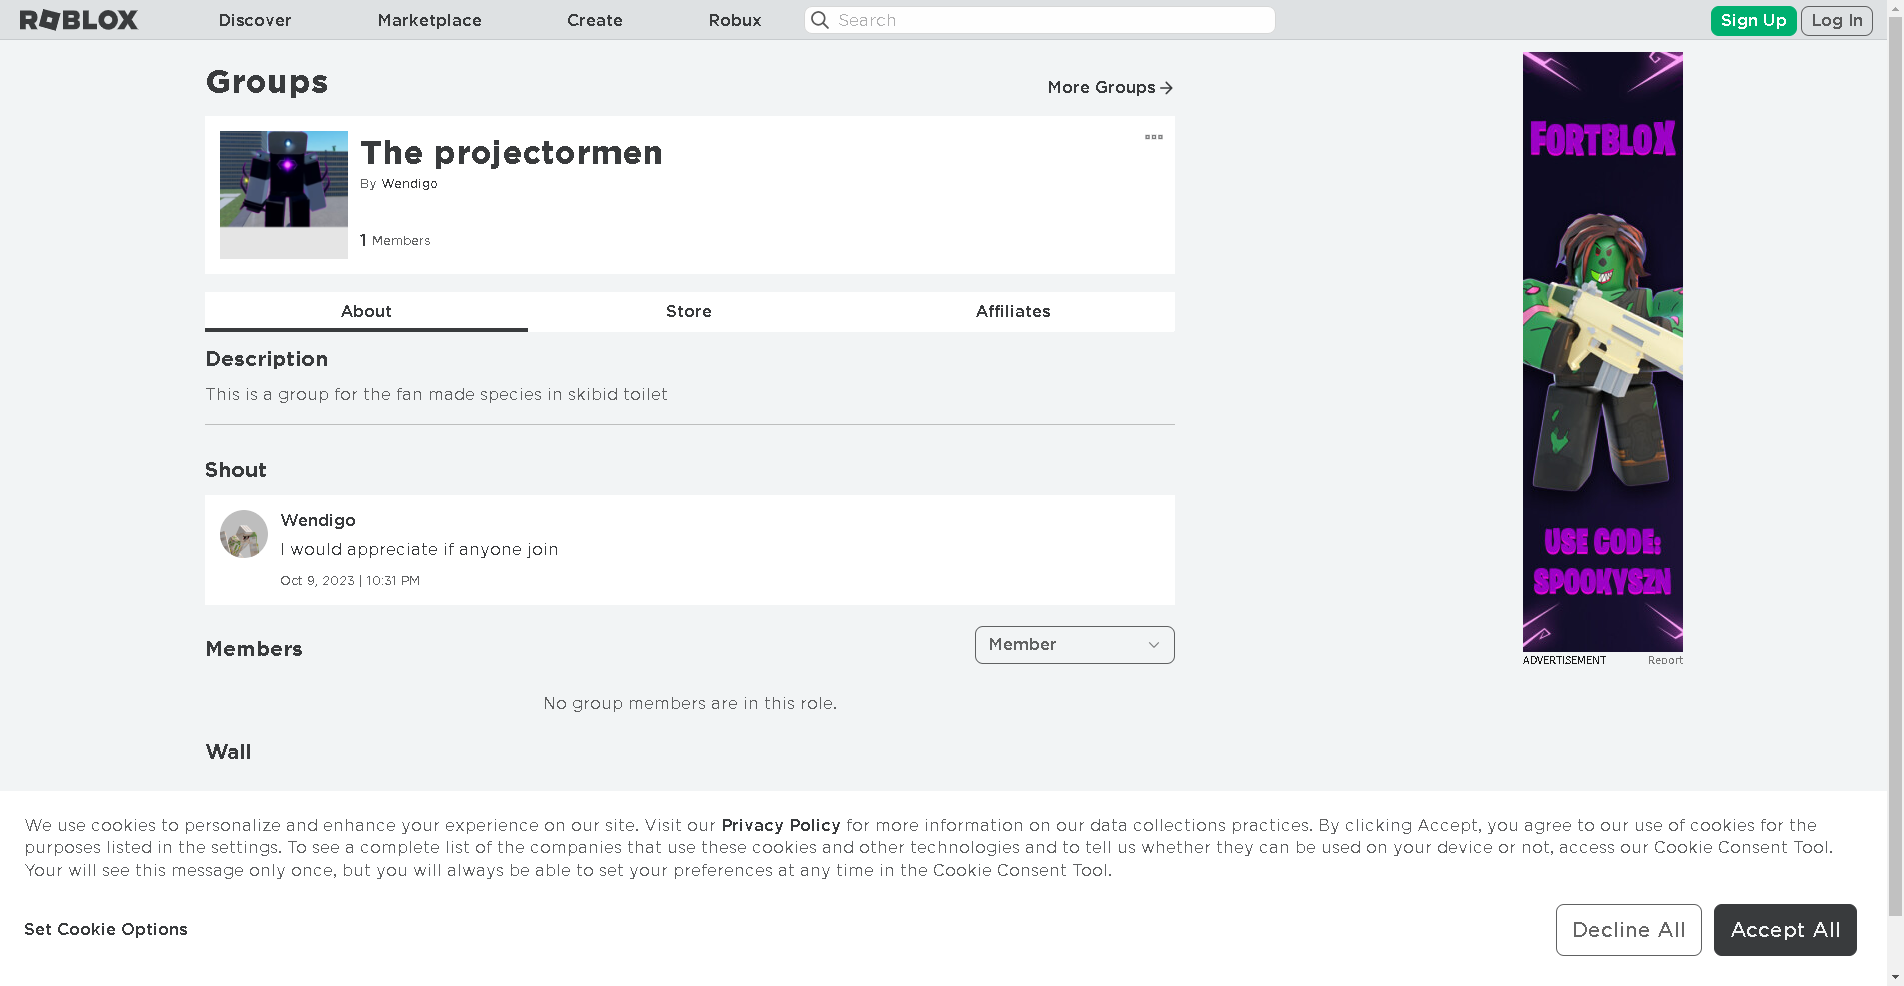 ROBLOX
Discover
Marketplace
Create
Robux
Search
Sign Up
Log In
Groups
More Groups
The projectormen
By Wendigo
1 Members
About
Store
Affiliates
Description
This is a group for the fan made species in skibid toilet
Shout
Wendigo
I would appreciate if anyone join
Oct 9, 2023 | 10:31 PM
Members
Member
No group members are in this role.
Wall
FORTBLOX
USE CODE:
SPOOKYSZN
ADVERTISEMENT
Report
We use cookies to personalize and enhance your experience on our site. Visit our Privacy Policy for more information on our data collections practices. By clicking Accept, you agree to our use of cookies for the
purposes listed in the settings. To see a complete list of the companies that use these cookies and other technologies and to tell us whether they can be used on your device or not, access our Cookie Consent Tool.
Your will see this message only once, but you will always be able to set your preferences at any time in the Cookie Consent Tool.
Set Cookie Options
Decline All
Accept All